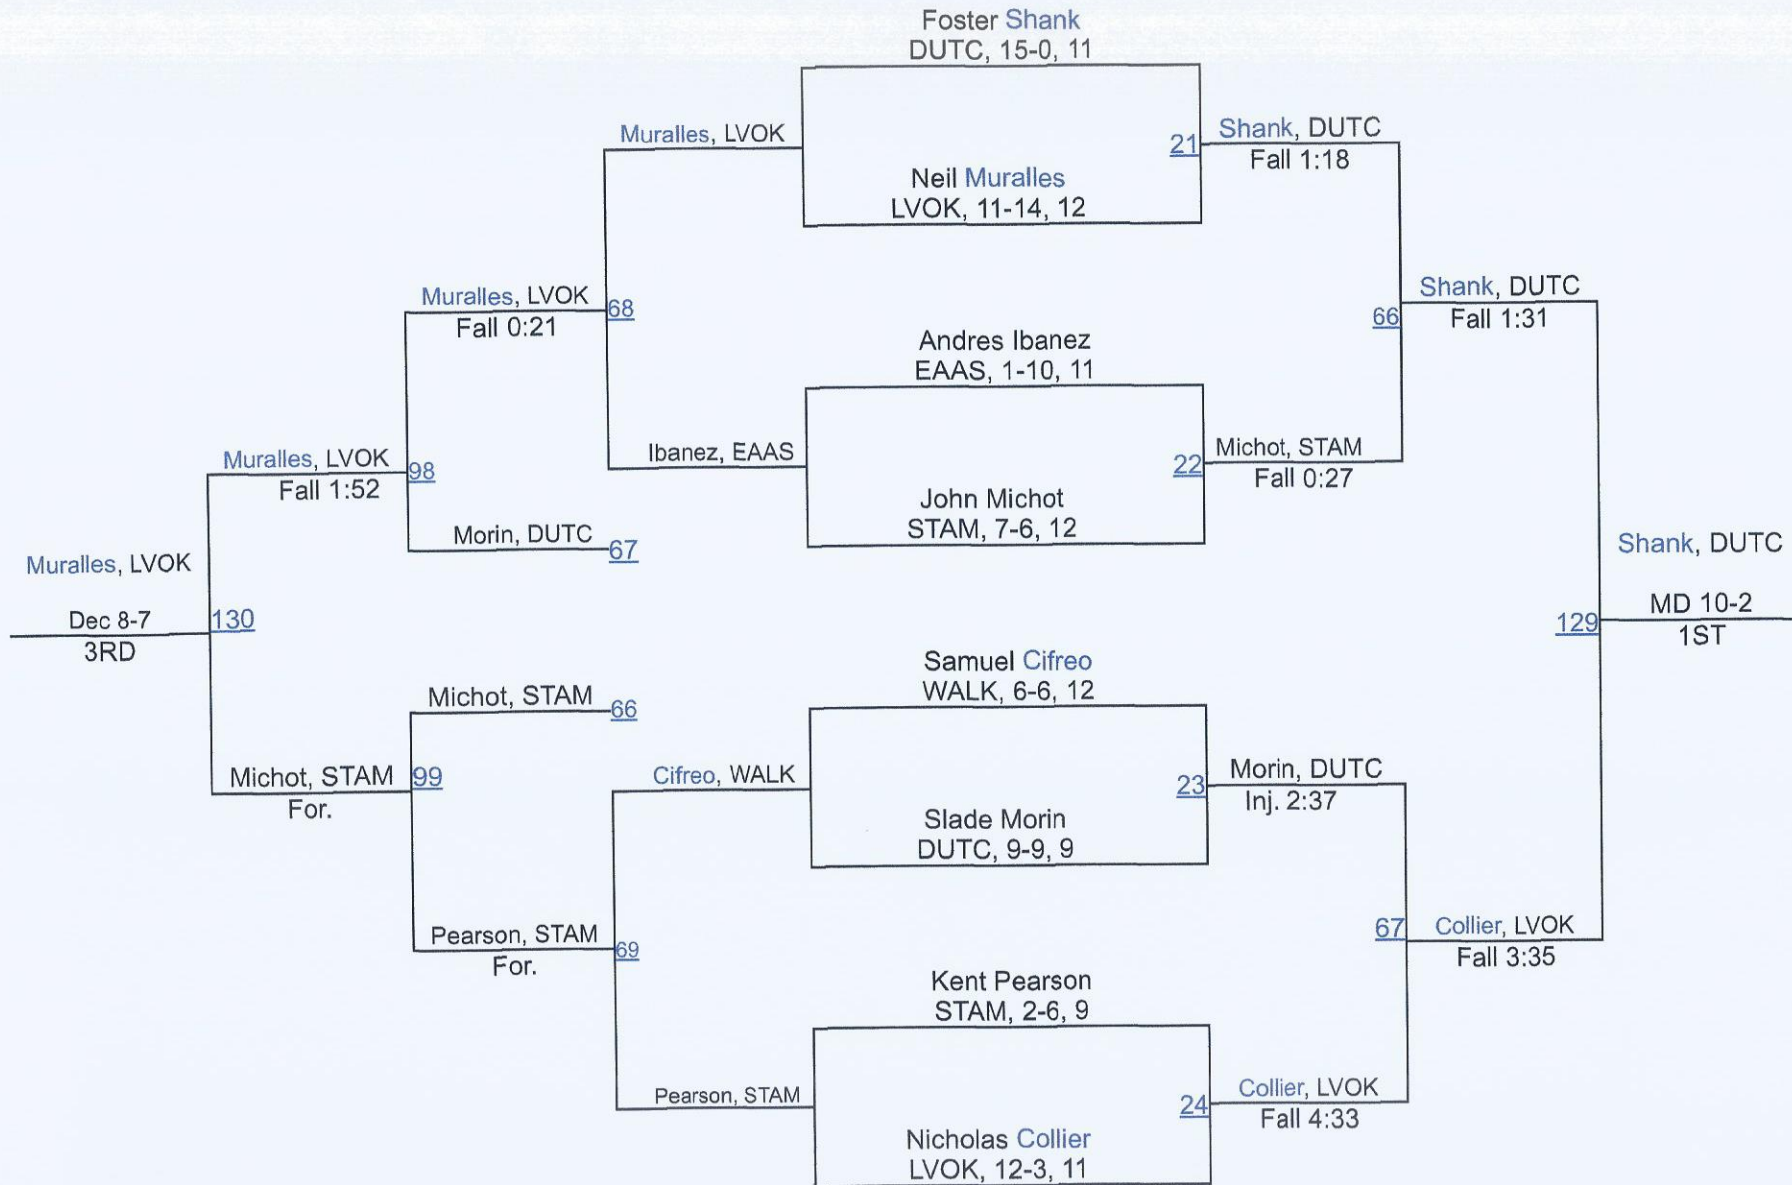 Foster Shank
DUTC, 15-0, 11
Muralles, LVOK
21
Shank, DUTC
Fall 1:18
Neil Muralles
LVOK, 11-14, 12
Muralles, LVOK
Fall 0:21
68
Shank, DUTC
Fall 1:31
66
Andres Ibanez
EAAS, 1-10, 11
Ibanez, EAAS
22
Michot, STAM
Fall 0:27
Muralles, LVOK
Fall 1:52
98
John Michot
STAM, 7-6, 12
Morin, DUTC
67
Muralles, LVOK
Dec 8-7
3RD
130
Shank, DUTC
MD 10-2
1ST
129
Samuel Cifreo
WALK, 6-6, 12
Michot, STAM
66
Michot, STAM
For.
99
Cifreo, WALK
23
Morin, DUTC
Inj. 2:37
Slade Morin
DUTC, 9-9, 9
Pearson, STAM
For.
69
67
Collier, LVOK
Fall 3:35
Kent Pearson
STAM, 2-6, 9
Pearson, STAM
24
Collier, LVOK
Fall 4:33
Nicholas Collier
LVOK, 12-3, 11